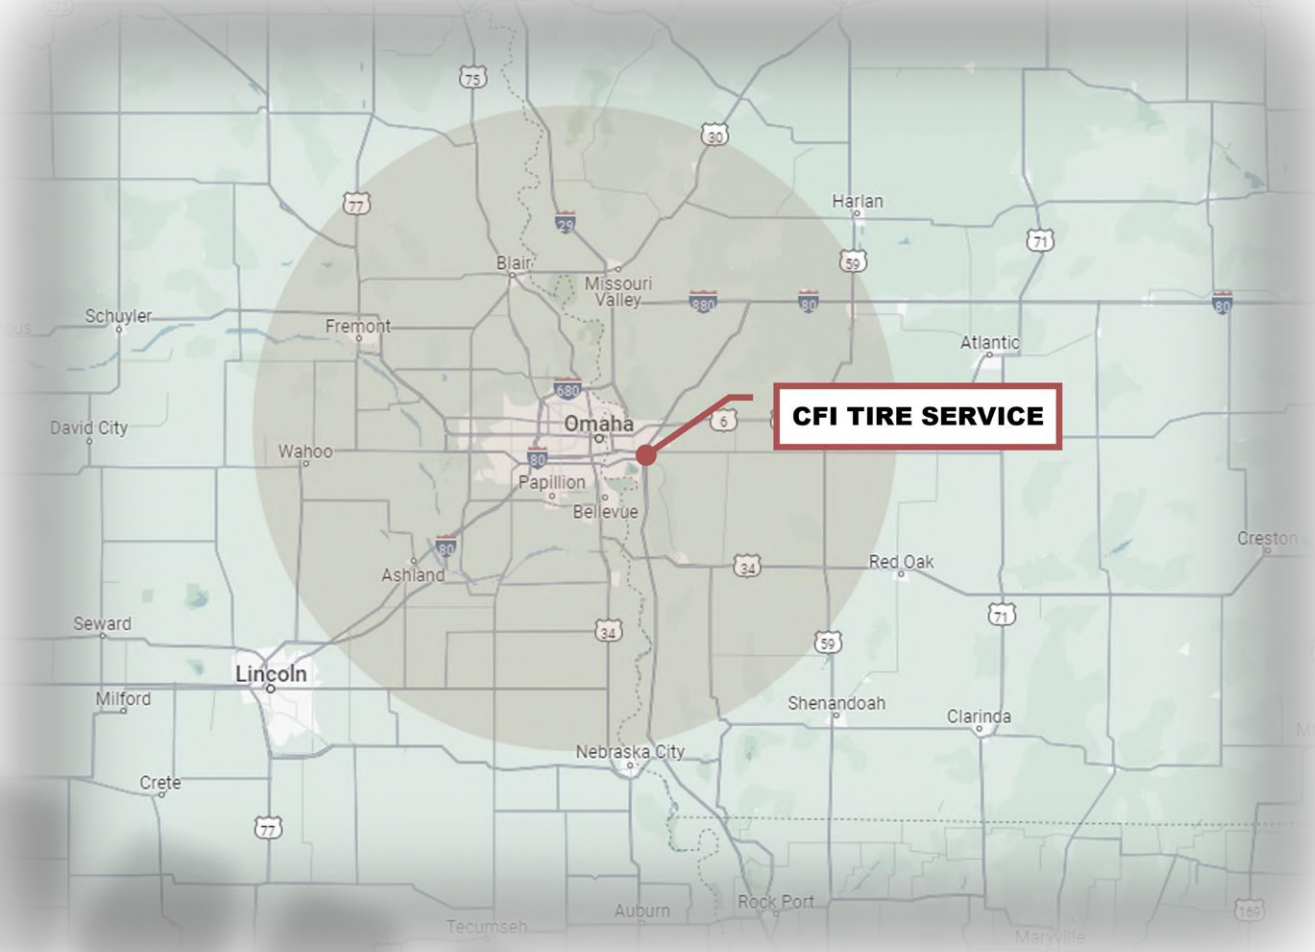 75
30
77
29
Harlan
71
59
Blair
Missouri
Valley
880
80
80
Schuyler
Fremont
Atlantic
680
6
CFI TIRE SERVICE
Omaha
David City
Wahoo
80
Papillion
Bellevue
80
Ashland
34
Red Oak
Creston
Seward
34
71
59
Lincoln
Milford
Shenandoah
Clarinda
Nebraska City
Crete
77
Rock Port
Auburn
169
Tecumseh
Maryville